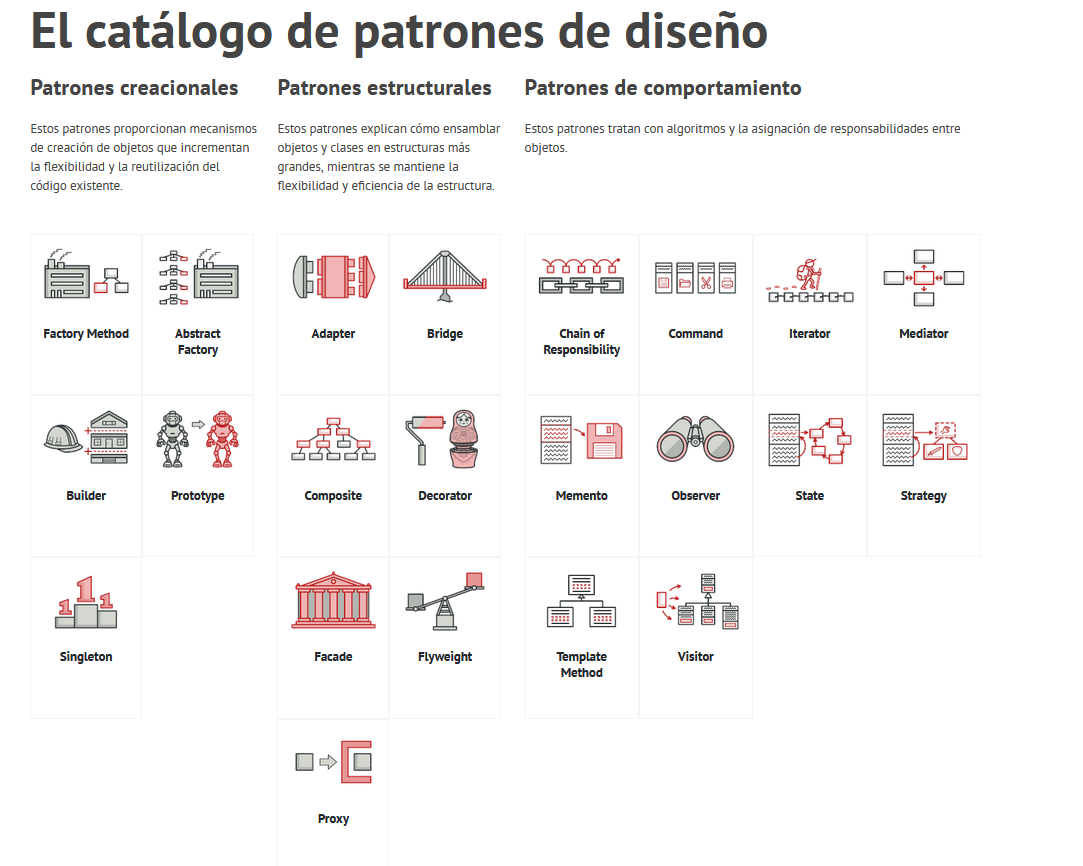 El catálogo de patrones de diseño
Patrones creacionales
Estos patrones proporcionan mecanismos
de creación de objetos que incrementan
la flexibilidad y la reutilización del
código existente.
Factory Method
Abstract
Factory
Builder
Prototype
1
1
1
Singleton
Patrones estructurales
Estos patrones explican cómo ensamblar
objetos y clases en estructuras más
grandes, mientras se mantiene la
flexibilidad y eficiencia de la estructura.
Adapter
Bridge
Composite
Decorator
Facade
Flyweight
Proxy
Patrones de comportamiento
Estos patrones tratan con algoritmos y la asignación de responsabilidades entre
objetos.
Chain of
Responsibility
Command
Iterator
Mediator
Memento
Observer
State
Strategy
Template
Method
Visitor